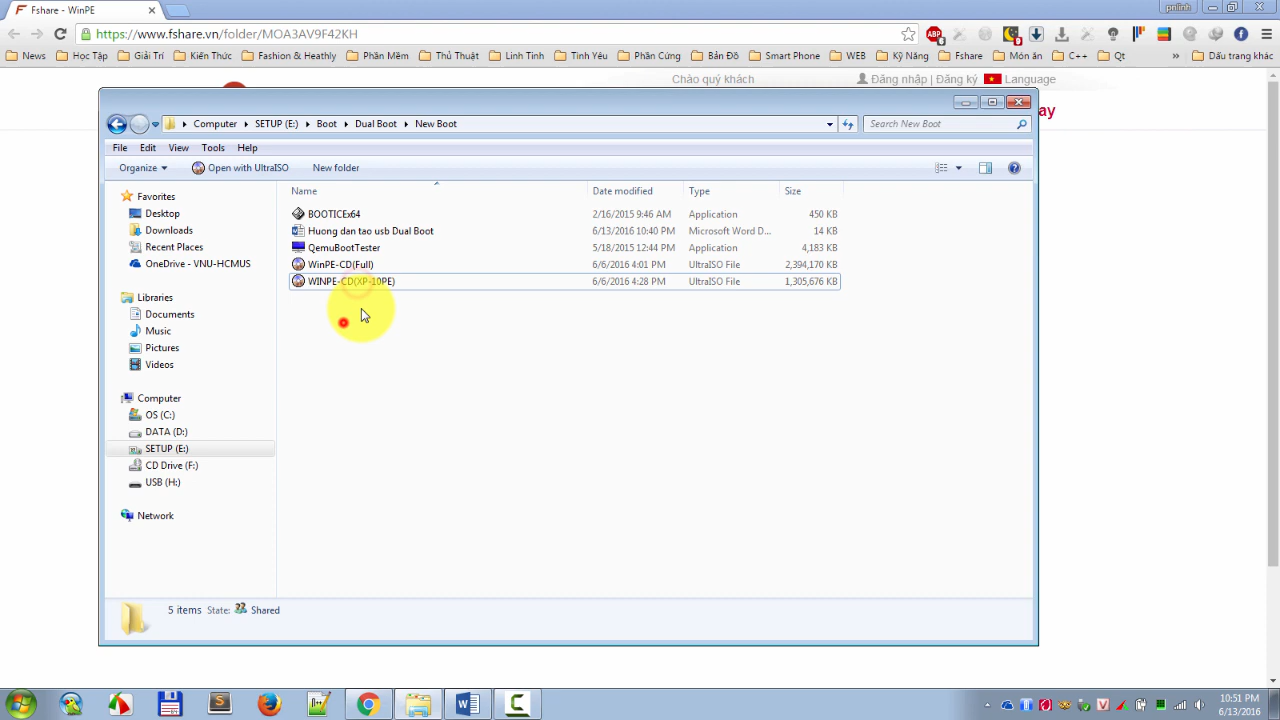 Fshare - WinPE
pnlinh
https://www.fshare.vn/folder/MOA3AV9F42KH
News Học Tập Giải Trí Kiến Thức Fashion & Heathly Thủ Thuật Linh Tinh Tình Yêu Phần Mềm Phần Cứng Bản Đồ Smart Phone WEB Kỹ Năng Fshare Món ăn C++ Qt » Dấu trang khác
Chào quý khách Đăng nhập | Đăng ký Language
ay
Computer SETUP (E:) Boot Dual Boot New Boot Search New Boot
File Edit View Tools Help
Organize Open with UltraISO New folder
Name Date modified Type Size
Favorites
Desktop
Downloads
Recent Places
OneDrive - VNU-HCMUS
Libraries
Documents
Music
Pictures
Videos
Computer
OS (C:)
DATA (D:)
SETUP (E:)
CD Drive (F:)
USB (H:)
Network
BOOTICEx64 2/16/2015 9:46 AM Application 450 KB
Huong dan tao usb Dual Boot 6/13/2016 10:40 PM Microsoft Word D... 14 KB
QemuBootTester 5/18/2015 12:44 PM Application 4,183 KB
WinPE-CD(Full) 6/6/2016 4:01 PM UltraISO File 2,394,170 KB
WINPE-CD(XP-10PE) 6/6/2016 4:28 PM UltraISO File 1,305,676 KB
5 items State: Shared
10:51 PM
6/13/2016